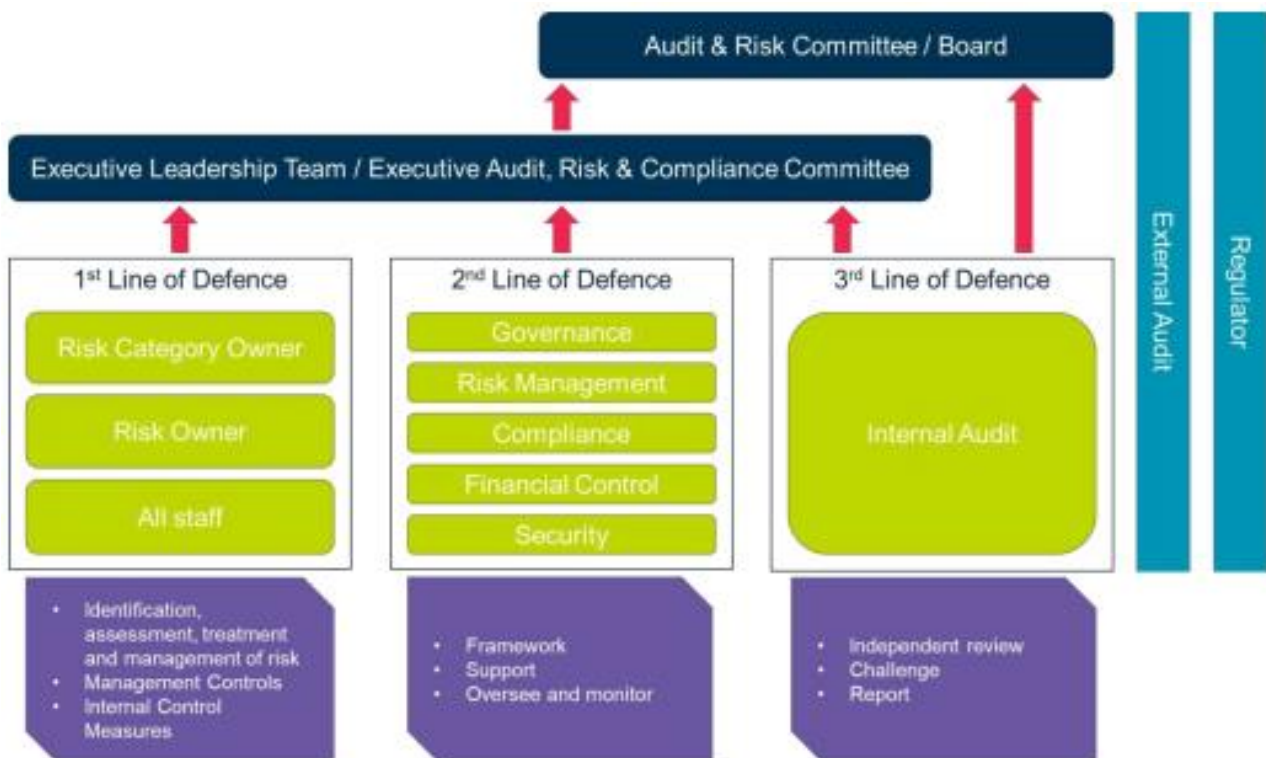 Audit & Risk Committee / Board
Executive Leadership Team / Executive Audit, Risk & Compliance Committee
1st Line of Defence
Risk Category Owner
Risk Owner
All staff
2nd Line of Defence
Governance
Risk Management
Compliance
Financial Control
Security
3rd Line of Defence
Internal Audit
External Audit
Regulator
• Identification,
assessment, treatment
and management of risk
• Management Controls
• Internal Control
Measures
• Framework
• Support
• Oversee and monitor
• Independent review
• Challenge
• Report